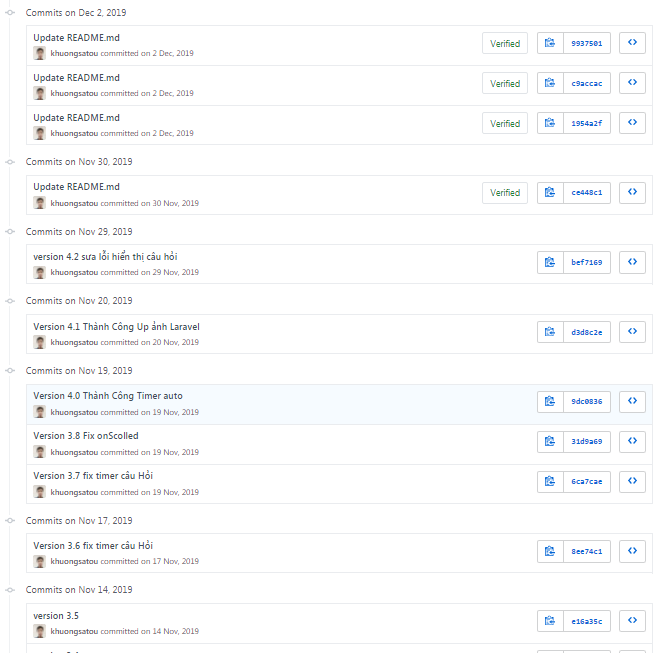 Commits on Dec 2, 2019
Update README.md
khuongsatou committed on 2 Dec, 2019
Verified
9937501
Update README.md
khuongsatou committed on 2 Dec, 2019
Verified
c9accac
Update README.md
khuongsatou committed on 2 Dec, 2019
Verified
1954a2f
Commits on Nov 30, 2019
Update README.md
khuongsatou committed on 30 Nov, 2019
Verified
ce448c1
Commits on Nov 29, 2019
version 4.2 sưa lỗi hiển thị câu hỏi
khuongsatou committed on 29 Nov, 2019
bef7169
Commits on Nov 20, 2019
Version 4.1 Thành Công Up ảnh Laravel
khuongsatou committed on 20 Nov, 2019
d3d8c2e
Commits on Nov 19, 2019
Version 4.0 Thành Công Timer auto
khuongsatou committed on 19 Nov, 2019
9dc0836
Version 3.8 Fix onScolled
khuongsatou committed on 19 Nov, 2019
31d9a69
Version 3.7 fix timer câu Hỏi
khuongsatou committed on 19 Nov, 2019
6ca7cae
Commits on Nov 17, 2019
Version 3.6 fix timer câu Hỏi
khuongsatou committed on 17 Nov, 2019
8ee74c1
Commits on Nov 14, 2019
version 3.5
khuongsatou committed on 14 Nov, 2019
e16a35c